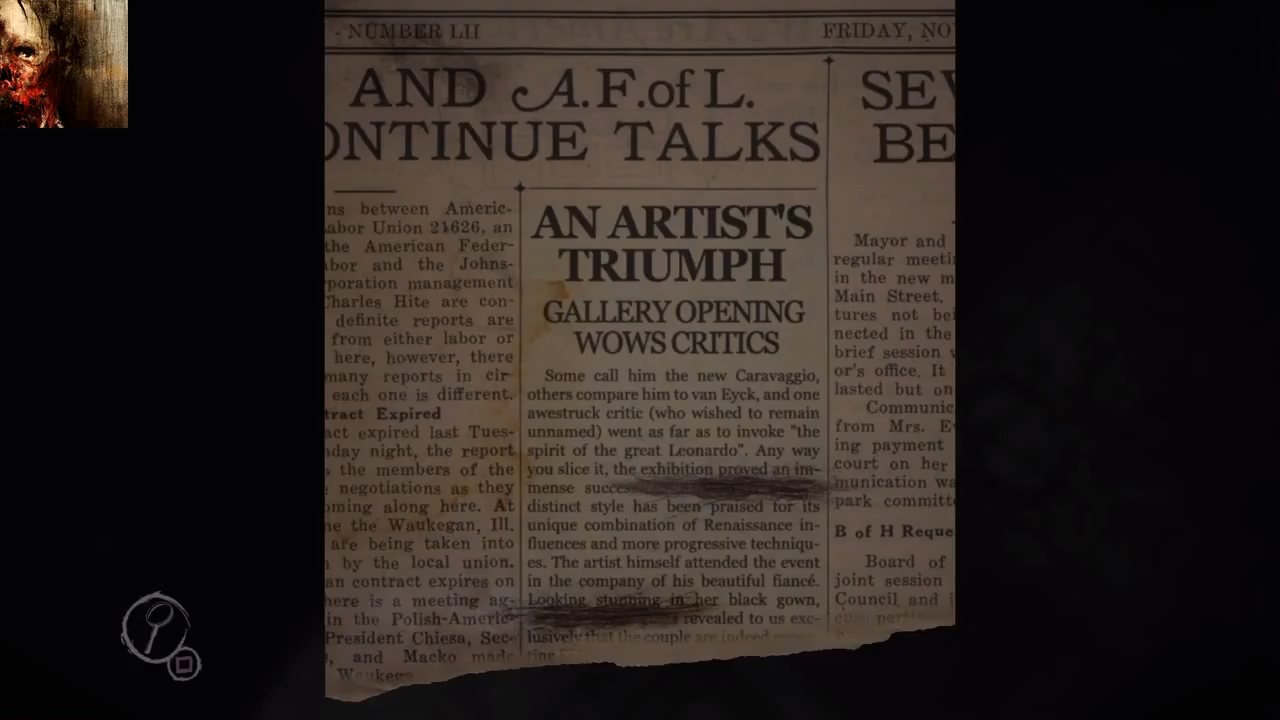 - NUMBER LII
FRIDAY, NO
AND A.F.of L.
ONTINUE TALKS
SEV
BE
ns between Americ-
abor Union 21626, an
the American Feder-
abor and the Johns-
rporation management
Charles Hite are con-
definite reports are
from either labor or
here, however, there
many reports in cir-
each one is different.
tract Expired
act expired last Tues-
day night, the report
the members of the
negotiations as they
oming along here. At
e the Waukegan, Ill.
are being taken into
by the local union.
an contract expires on
here is a meeting ag-
in the Polish-Americ-
President Chiesa, Sec-
, and Macko made
Waukega
AN ARTIST'S
TRIUMPH
GALLERY OPENING
WOWS CRITICS
Some call him the new Caravaggio,
others compare him to van Eyck, and one
awestruck critic (who wished to remain
unnamed) went as far as to invoke "the
spirit of the great Leonardo". Any way
you slice it, the exhibition proved an im-
mense succes
distinct style has been praised for its
unique combination of Renaissance in-
fluences and more progressive techniqu-
es. The artist himself attended the event
in the company of his beautiful fiancé.
Looking stunning in her black gown,
revealed to us exc-
lusively that the couple are indeed
ting
Mayor and
regular meetin
in the new m
Main Street.
tures not bei
nected in the
brief session w
or's office. It
lasted but on
Communic
from Mrs. Ev
ing payment
court on her
munication wa
park committe
B of H Reque
Board of
joint session
Council, and i